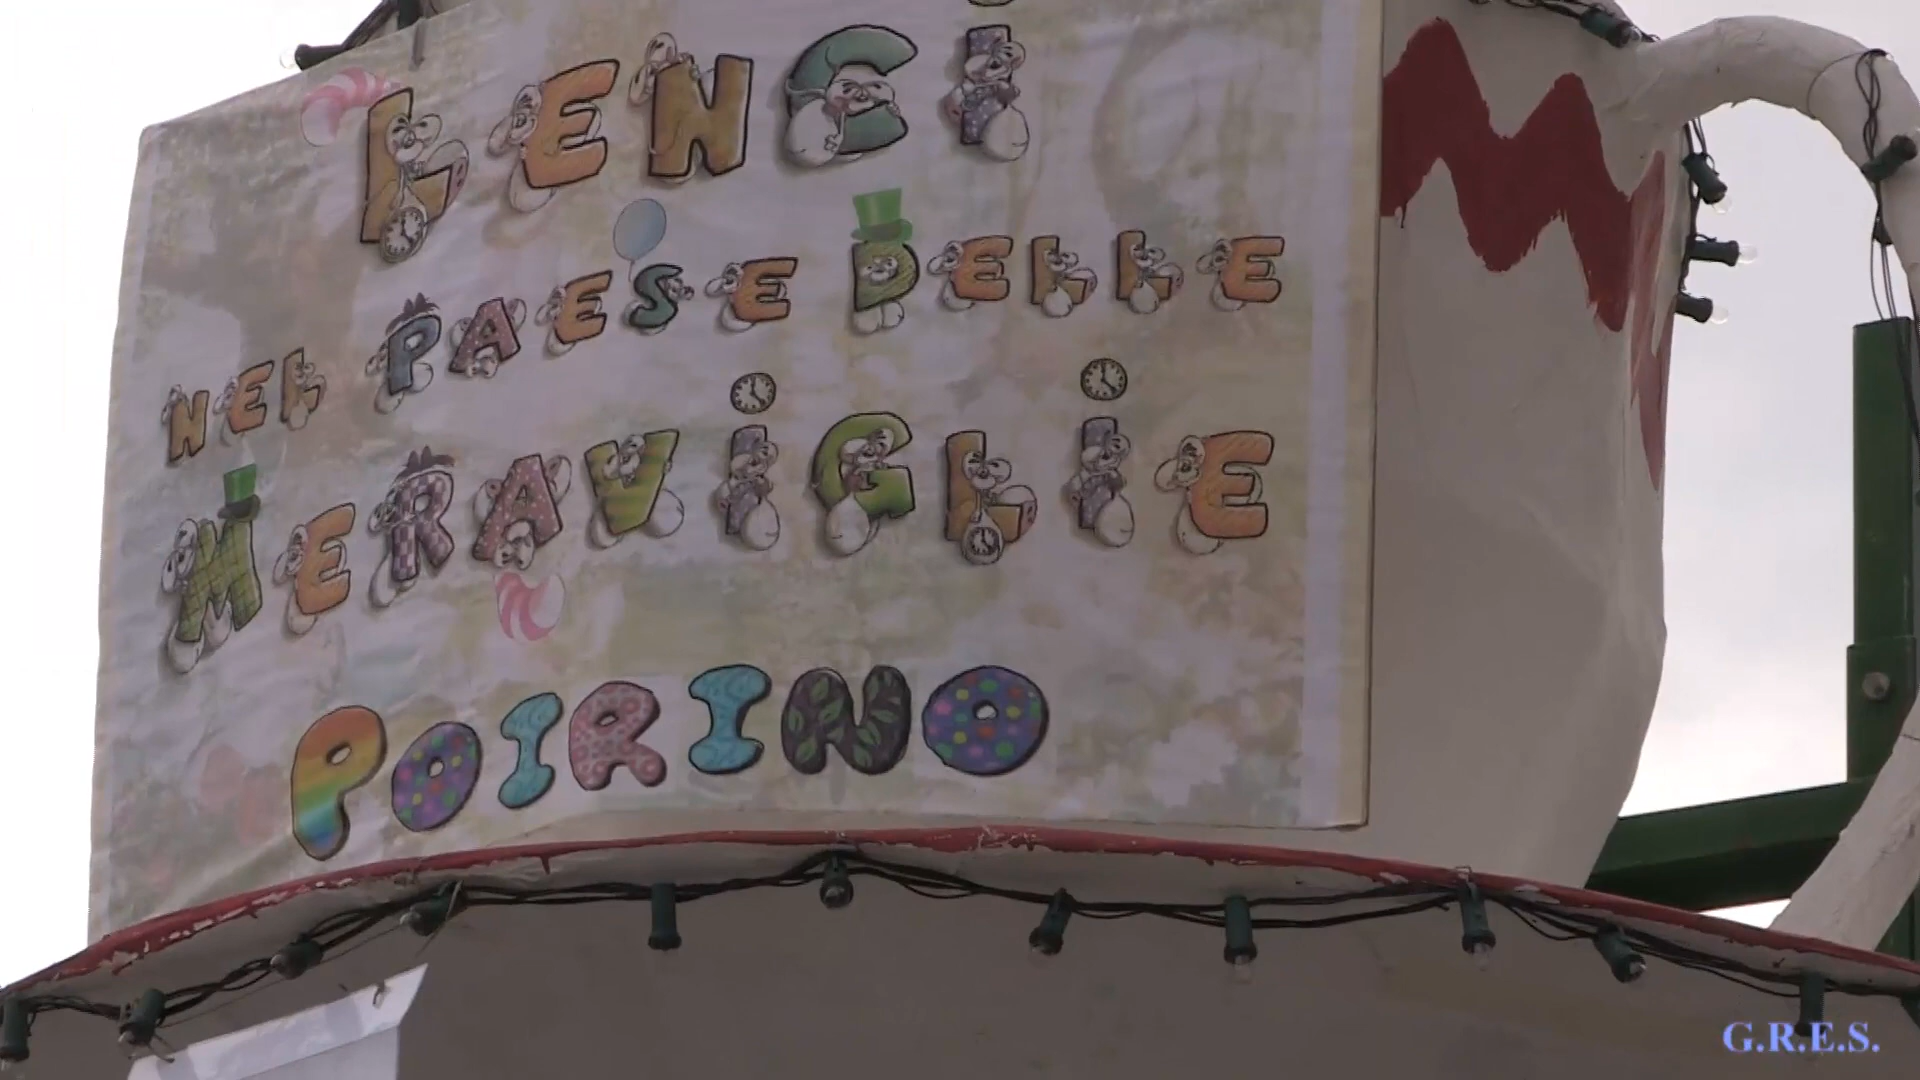 LENCi
NEL PAESE DELLE
MERAViGLiE
POIRINO
G.R.E.S.